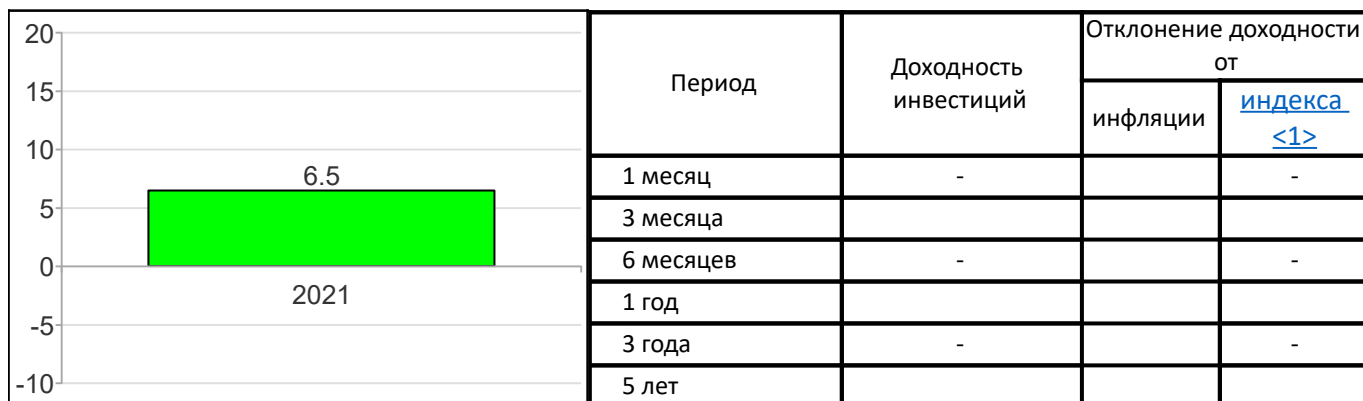 20
15
10
5
0
-5
-10
6.5
2021
Период
Доходность
инвестиций
Отклонение доходности
от
инфляции
индекса
<1>
1 месяц - -
3 месяца
6 месяцев - -
1 год
3 года - -
5 лет